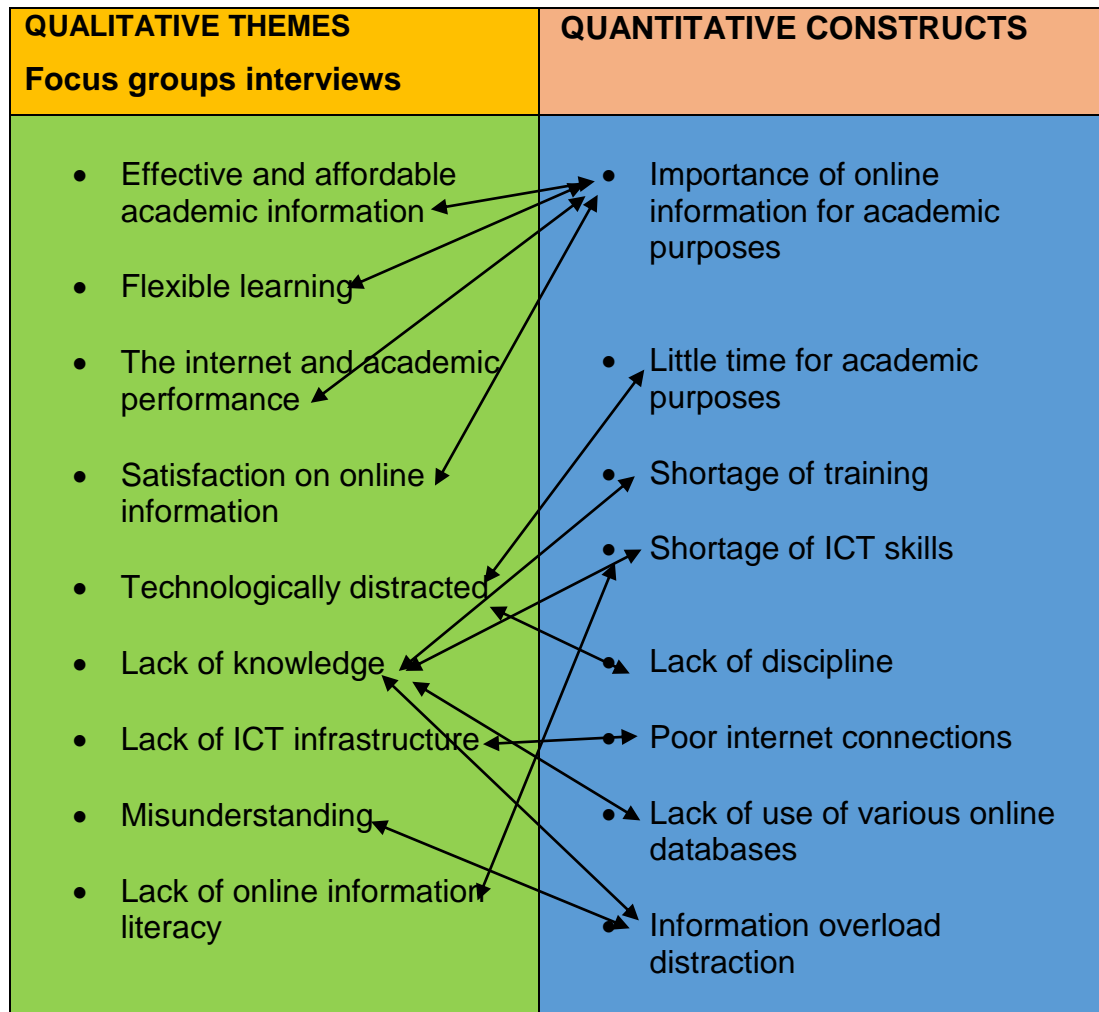 QUALITATIVE THEMES
Focus groups interviews
QUANTITATIVE CONSTRUCTS
• Effective and affordable
academic information
• Flexible learning
• The internet and academic
performance
• Satisfaction on online
information
• Technologically distracted
• Lack of knowledge
• Lack of ICT infrastructure
• Misunderstanding
• Lack of online information
literacy
• Importance of online
information for academic
purposes
• Little time for academic
purposes
• Shortage of training
• Shortage of ICT skills
• Lack of discipline
• Poor internet connections
• Lack of use of various online
databases
• Information overload
distraction